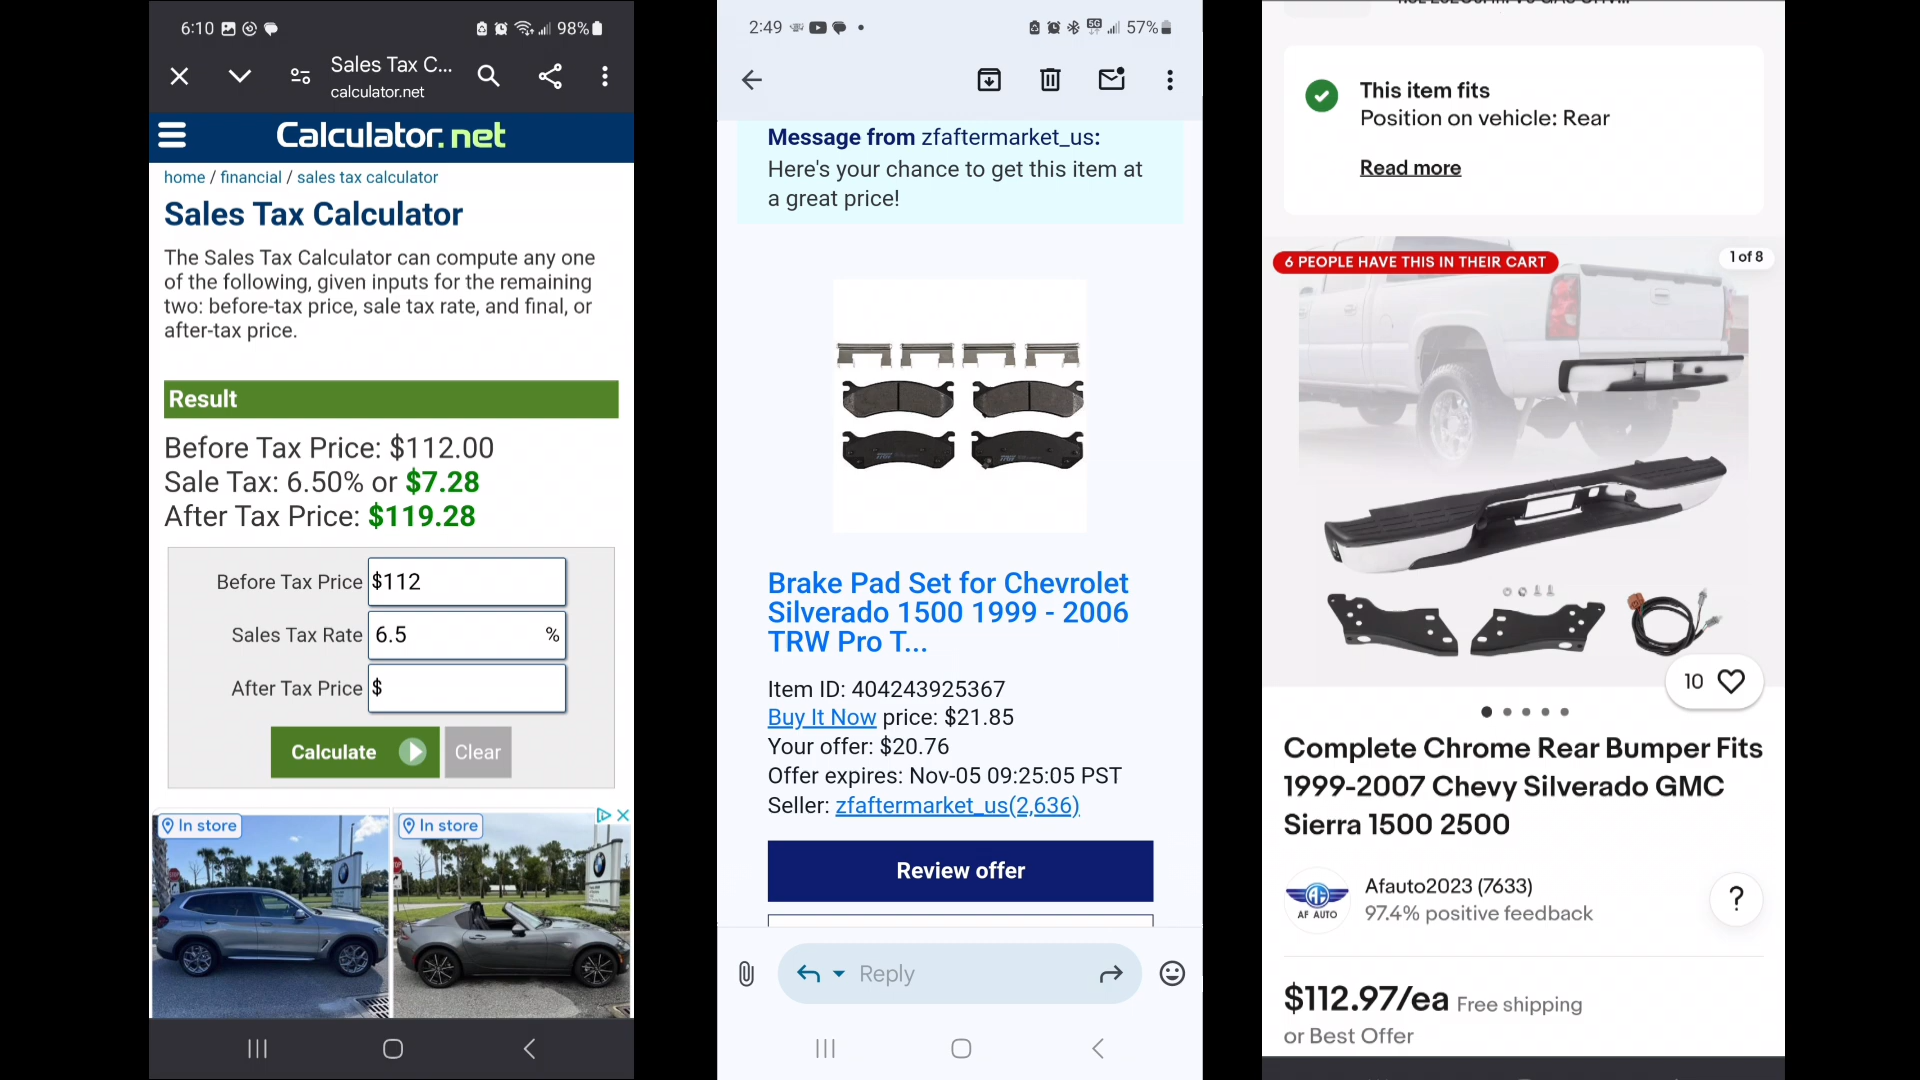 6:10
98%
Sales Tax C...
calculator.net
Calculator.net
home / financial / sales tax calculator
Sales Tax Calculator
The Sales Tax Calculator can compute any one
of the following, given inputs for the remaining
two: before-tax price, sale tax rate, and final, or
after-tax price.
Result
Before Tax Price: $112.00
Sale Tax: 6.50% or $7.28
After Tax Price: $119.28
Before Tax Price $112
Sales Tax Rate 6.5 %
After Tax Price $
Calculate
Clear
In store
In store
2:49
5G
57%
Message from zfaftermarket_us:
Here's your chance to get this item at
a great price!
Brake Pad Set for Chevrolet
Silverado 1500 1999 - 2006
TRW Pro T...
Item ID: 404243925367
Buy It Now price: $21.85
Your offer: $20.76
Offer expires: Nov-05 09:25:05 PST
Seller: zfaftermarket_us(2,636)
Review offer
Reply
This item fits
Position on vehicle: Rear
Read more
6 PEOPLE HAVE THIS IN THEIR CART
1 of 8
10
Complete Chrome Rear Bumper Fits
1999-2007 Chevy Silverado GMC
Sierra 1500 2500
AF AUTO
Afauto2023 (7633)
97.4% positive feedback
?
$112.97/ea Free shipping
or Best Offer